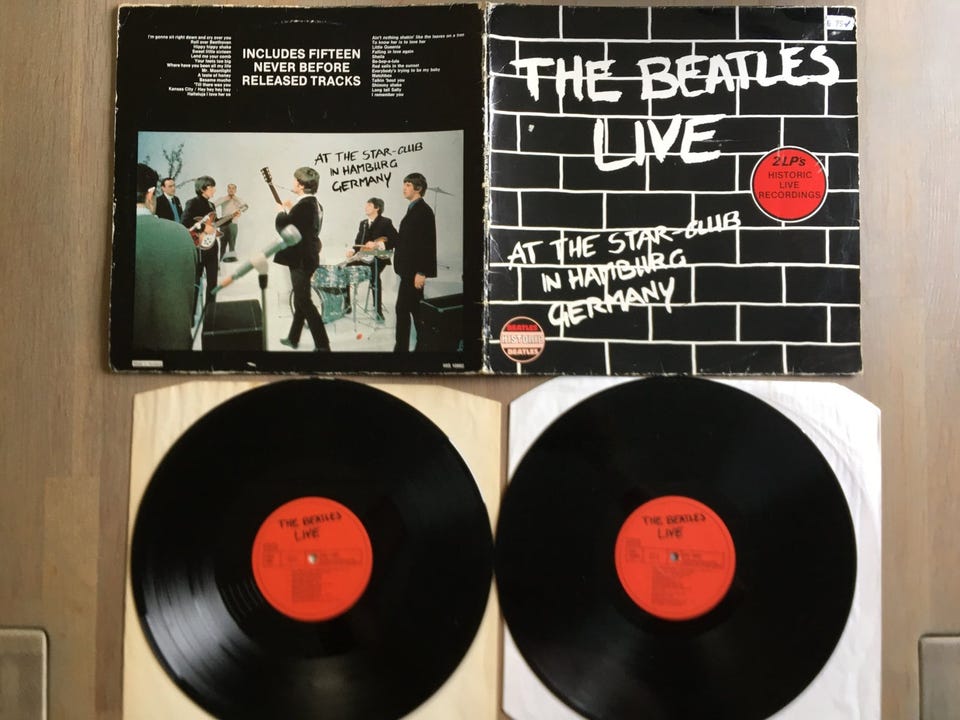 I'm gonna sit right down and cry over you
Roll over Beethoven
Hippy hippy shake
Sweet little sixteen
Lend me your comb
Your feets too big
Where have you been all my life
Mr. Moonlight
A taste of honey
Besame mucho
'Till there was you
Kansas City / Hey hey hey hey
Halleluja I love her so
INCLUDES FIFTEEN
NEVER BEFORE
RELEASED TRACKS
Ain't nothing shakin' like the leaves on a tree
To know her is to love her
Little Queenie
Falling in love again
Sheila
Be-bop-a-lula
Red sails in the sunset
Everybody's trying to be my baby
Matchbox
Talkin 'bout you
Shimmy shake
Long tall Sally
I remember you
AT THE STAR-CLUB
IN HAMBURG
GERMANY
THE BEATLES
LIVE
2 LP's
HISTORIC
LIVE
RECORDINGS
AT THE STAR-CLUB
IN HAMBURG
GERMANY
BEATLES
HISTORIC
BEATLES
THE BEATLES
LIVE
THE BEATLES
LIVE